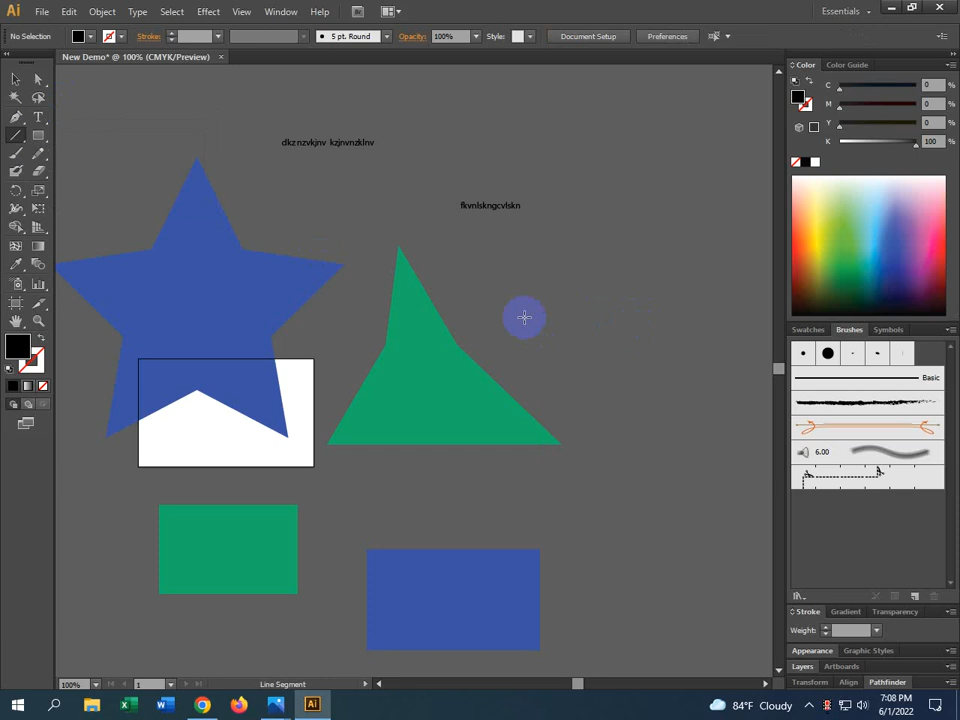 Ai File Edit Object Type Select Effect View Window Help Br Essentials
No Selection Stroke: 5 pt. Round Opacity: 100% Style: Document Setup Preferences
New Demo* @ 100% (CMYK/Preview) ×
Color Color Guide
C 0 %
M 0 %
Y 0 %
K 100 %
dkz nzvkjnv kzjnvnzklnv
fkvnlskngcvlskn
Swatches Brushes Symbols
Basic
6.00
Stroke Gradient Transparency
Weight:
Appearance Graphic Styles
Layers Artboards
Transform Align Pathfinder
100% 1 Line Segment
84°F Cloudy 7:08 PM
6/1/2022